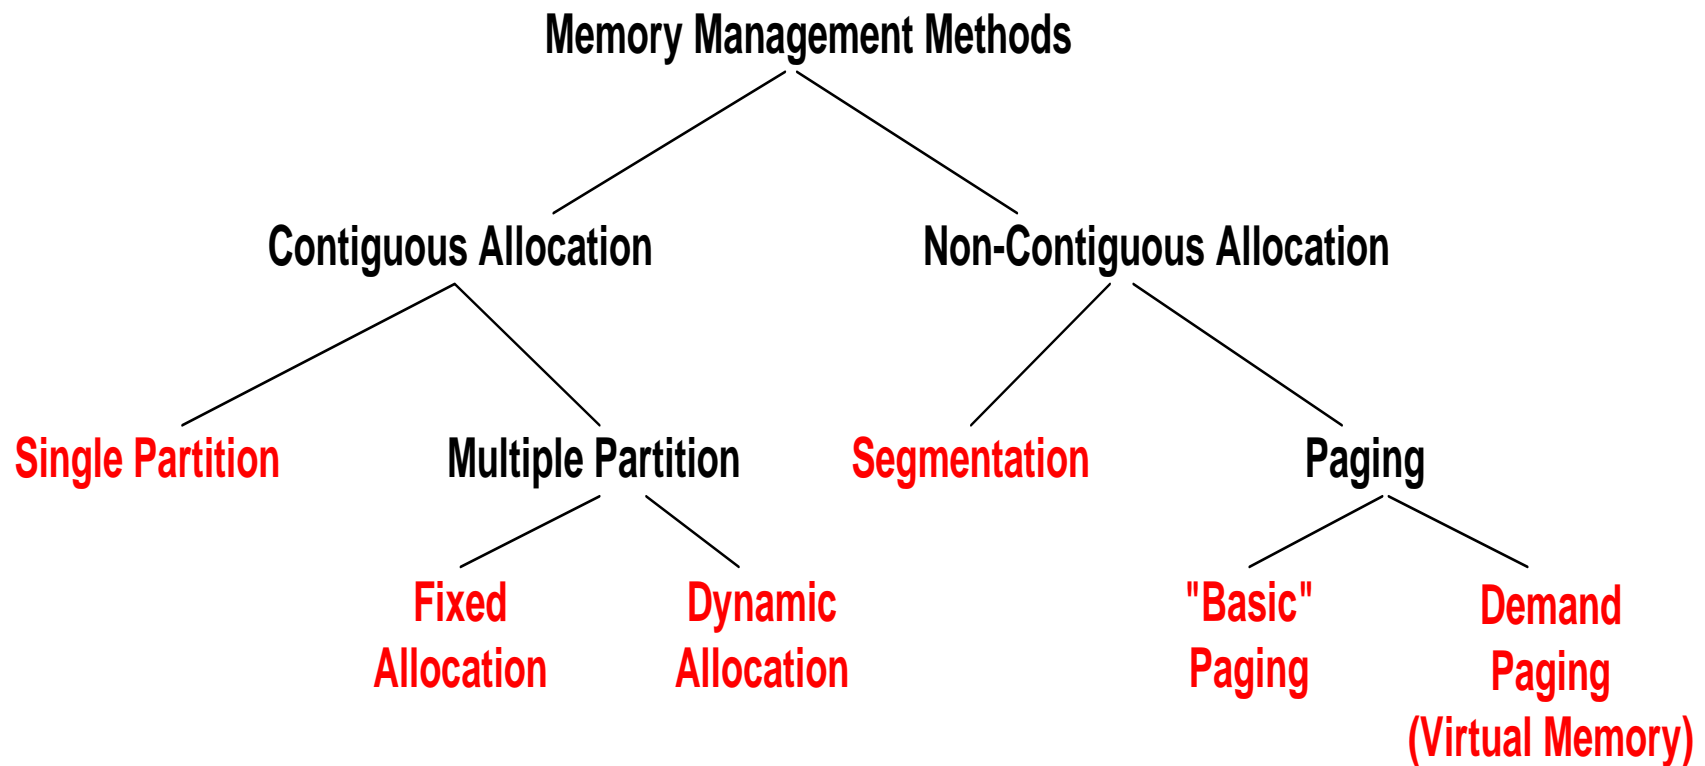 Memory Management Methods
Contiguous Allocation
Non-Contiguous Allocation
Single Partition
Multiple Partition
Segmentation
Paging
Fixed
Allocation
Dynamic
Allocation
"Basic"
Paging
Demand
Paging
(Virtual Memory)